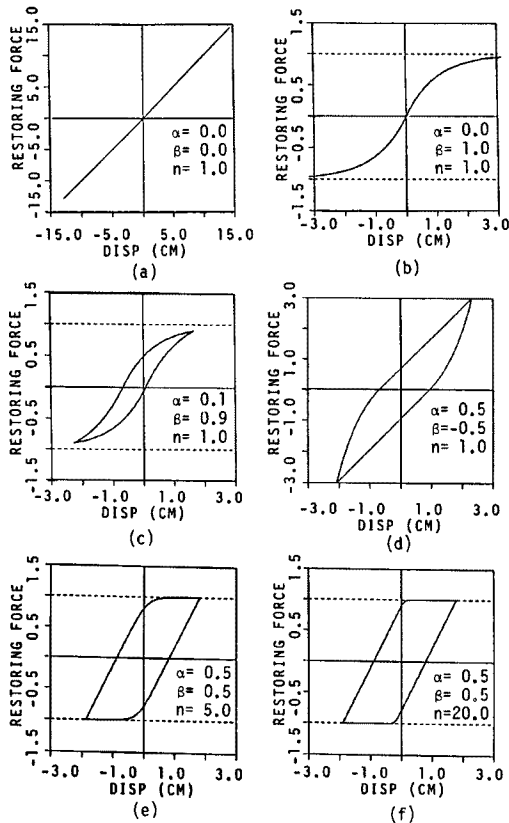 RESTORING FORCE
15.0
5.0
-5.0
-15.0
α= 0.0
β= 0.0
n= 1.0
-15.0 -5.0 5.0 15.0
DISP (CM)
(a)
RESTORING FORCE
1.5
0.5
-0.5
-1.5
α= 0.0
β= 1.0
n= 1.0
-3.0 -1.0 1.0 3.0
DISP (CM)
(b)
RESTORING FORCE
1.5
0.5
-0.5
-1.5
α= 0.1
β= 0.9
n= 1.0
-3.0 -1.0 1.0 3.0
DISP (CM)
(c)
RESTORING FORCE
3.0
1.0
-1.0
-3.0
α= 0.5
β=-0.5
n= 1.0
-3.0 -1.0 1.0 3.0
DISP (CM)
(d)
RESTORING FORCE
1.5
0.5
-0.5
-1.5
α= 0.5
β= 0.5
n= 5.0
-3.0 -1.0 1.0 3.0
DISP (CM)
(e)
RESTORING FORCE
1.5
0.5
-0.5
-1.5
α= 0.5
β= 0.5
n=20.0
-3.0 -1.0 1.0 3.0
DISP (CM)
(f)